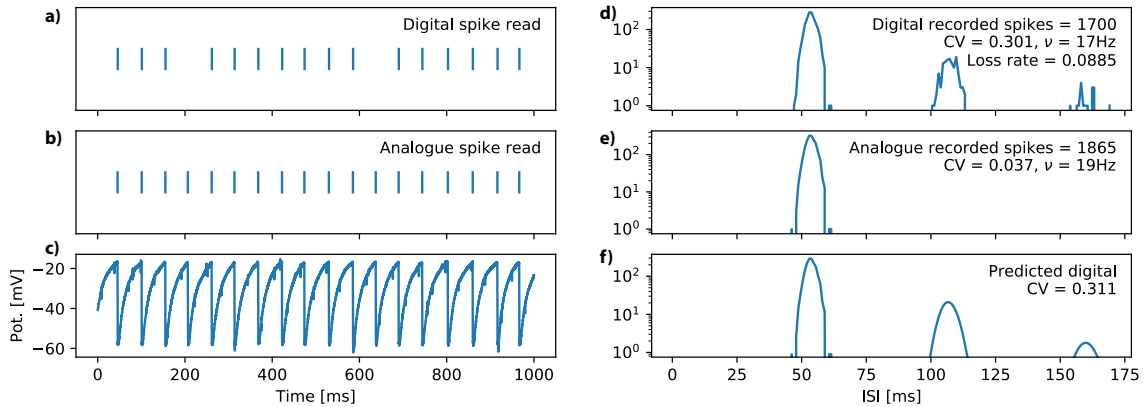 a)
Digital spike read
b)
Analogue spike read
c)
−20
−40
−60
Pot. [mV]
0
200
400
600
800
1000
Time [ms]
d)
Digital recorded spikes = 1700
CV = 0.301, ν = 17Hz
Loss rate = 0.0885
10²
10¹
10⁰
e)
Analogue recorded spikes = 1865
CV = 0.037, ν = 19Hz
10²
10¹
10⁰
f)
Predicted digital
CV = 0.311
10²
10¹
10⁰
0
25
50
75
100
125
150
175
ISI [ms]